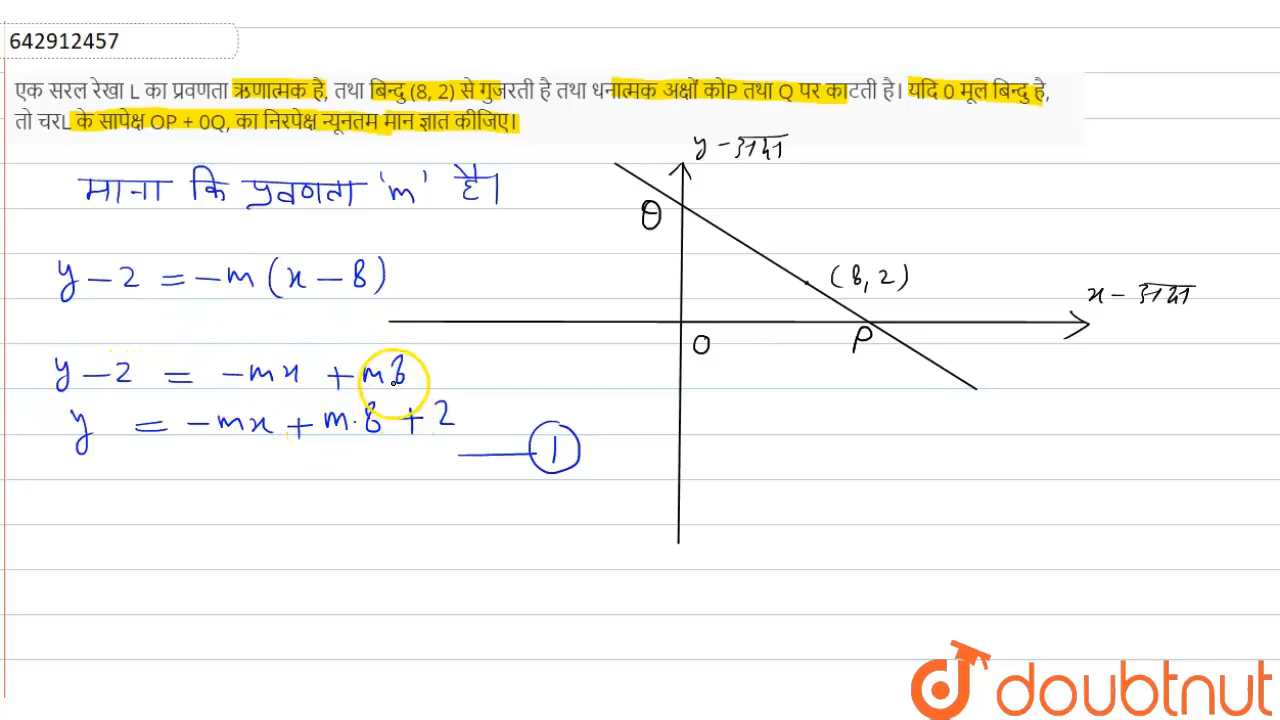 642912457
एक सरल रेखा L का प्रवणता ऋणात्मक है, तथा बिन्दु (8, 2) से गुजरती है तथा धनात्मक अक्षों कोP तथा Q पर काटती है। यदि 0 मूल बिन्दु है,
तो चरL के सापेक्ष OP + 0Q, का निरपेक्ष न्यूनतम मान ज्ञात कीजिए।
y - अक्ष
माना कि प्रवणता 'm' है।
Q
y - 2 = -m (x - 8)
(8, 2)
x - अक्ष
O
P
y - 2 = -mx + m8
y = -mx + m.8 + 2
1
doubtnut